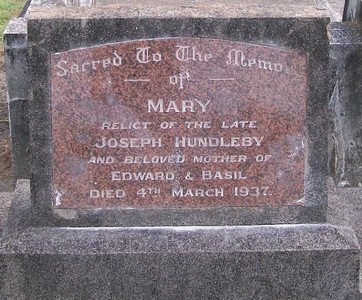 Sacred To The Memory
— of —
MARY
RELICT OF THE LATE
JOSEPH HUNDLEBY
AND BELOVED MOTHER OF
EDWARD & BASIL
DIED 4TH MARCH 1937.